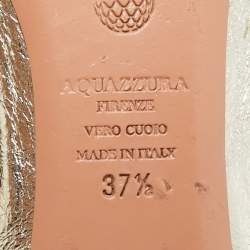 AQUAZZURA
FIRENZE
VERO CUOIO
MADE IN ITALY
37½